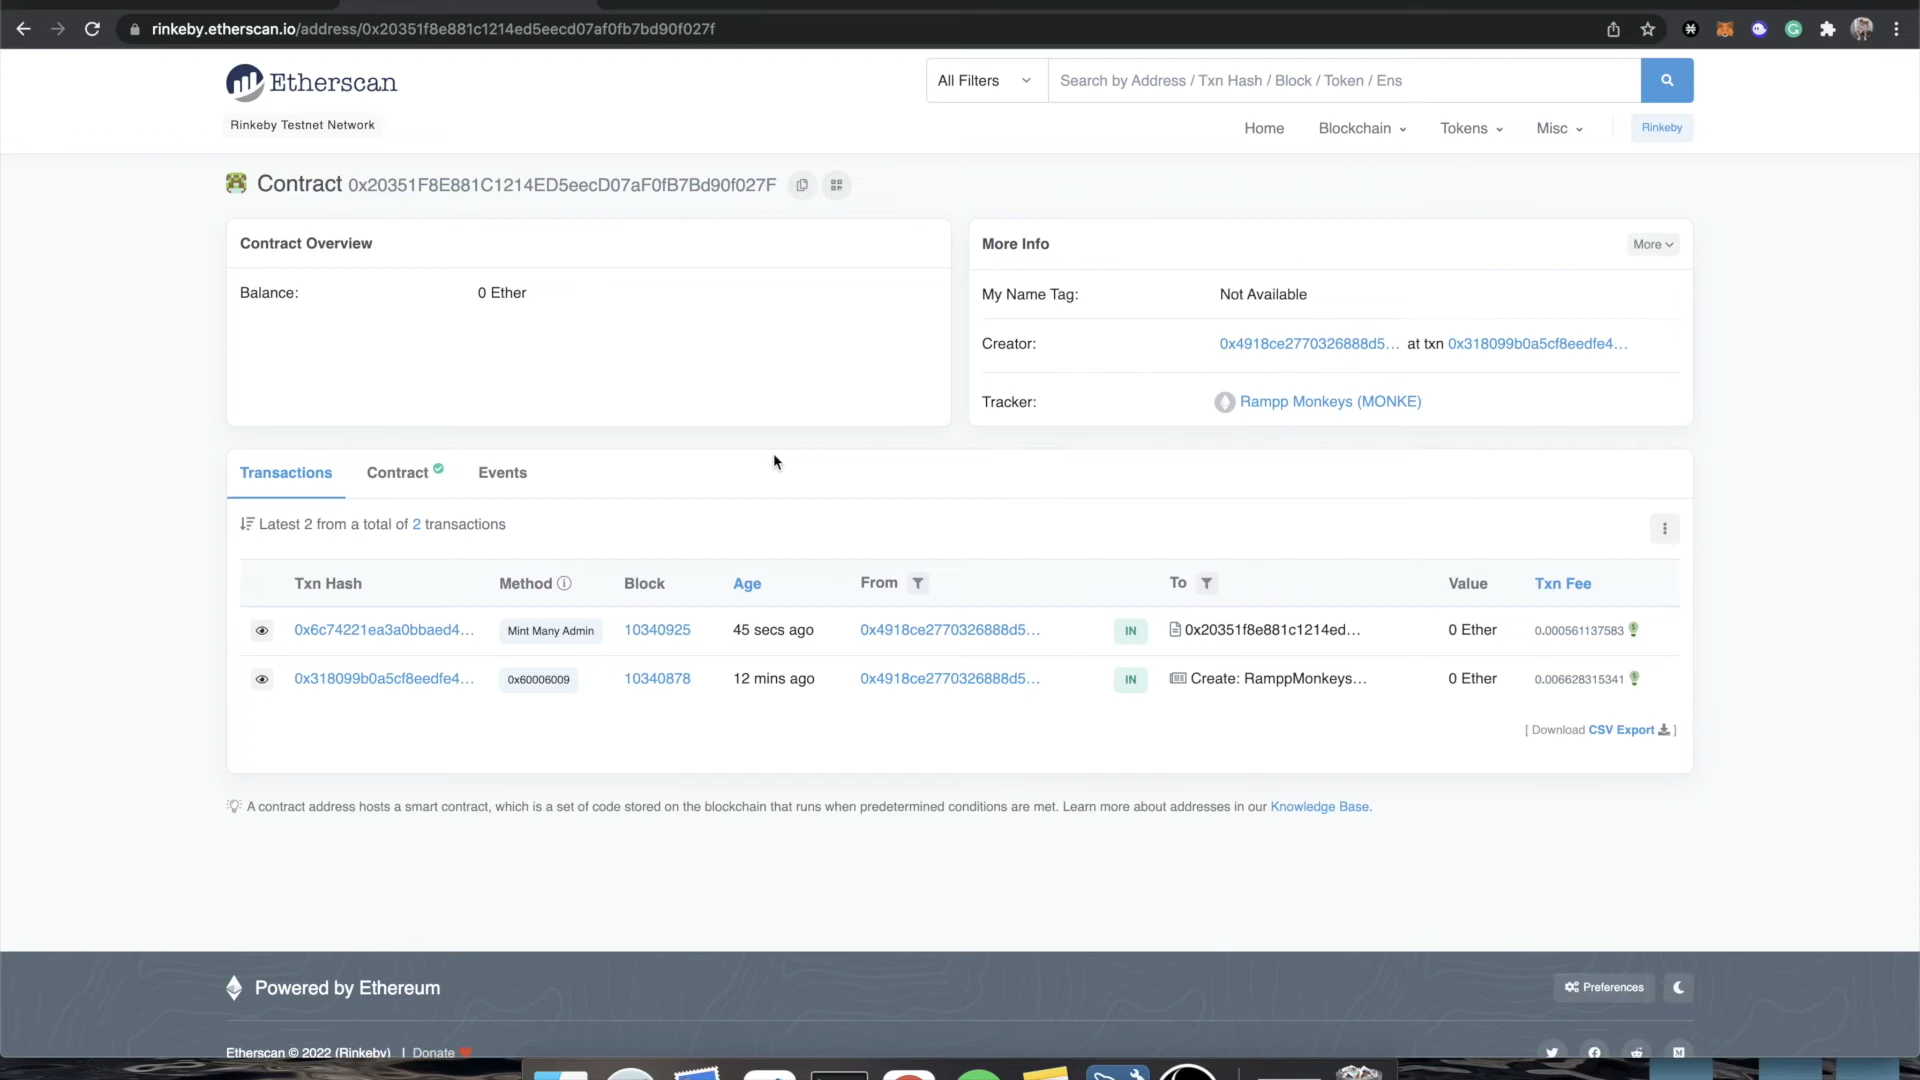 rinkeby.etherscan.io/address/0x20351f8e881c1214ed5eecd07af0fb7bd90f027f
Etherscan
All Filters
Search by Address / Txn Hash / Block / Token / Ens
Rinkeby Testnet Network
Home Blockchain Tokens Misc Rinkeby
Contract 0x20351F8E881C1214ED5eecD07aF0fB7Bd90f027F
Contract Overview
Balance: 0 Ether
More Info More
My Name Tag: Not Available
Creator: 0x4918ce2770326888d5... at txn 0x318099b0a5cf8eedfe4...
Tracker: Rampp Monkeys (MONKE)
Transactions Contract Events
Latest 2 from a total of 2 transactions
Txn Hash Method Block Age From To Value Txn Fee
0x6c74221ea3a0bbaed4... Mint Many Admin 10340925 45 secs ago 0x4918ce2770326888d5... IN 0x20351f8e881c1214ed... 0 Ether 0.000561137583
0x318099b0a5cf8eedfe4... 0x60006009 10340878 12 mins ago 0x4918ce2770326888d5... IN Create: RamppMonkeys... 0 Ether 0.006628315341
[ Download CSV Export ]
A contract address hosts a smart contract, which is a set of code stored on the blockchain that runs when predetermined conditions are met. Learn more about addresses in our Knowledge Base.
Powered by Ethereum
Preferences
Etherscan © 2022 (Rinkeby) | Donate